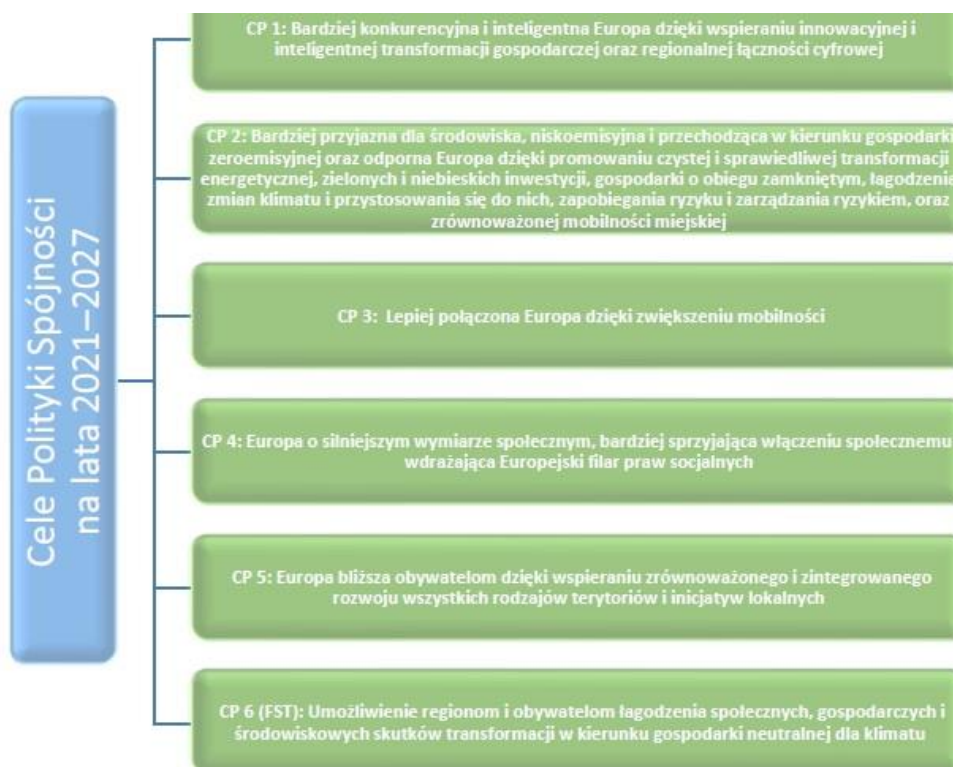 Cele Polityki Spójności
na lata 2021–2027
CP 1: Bardziej konkurencyjna i inteligentna Europa dzięki wspieraniu innowacyjnej i
inteligentnej transformacji gospodarczej oraz regionalnej łączności cyfrowej
CP 2: Bardziej przyjazna dla środowiska, niskoemisyjna i przechodząca w kierunku gospodarki
zeroemisyjnej oraz odporna Europa dzięki promowaniu czystej i sprawiedliwej transformacji
energetycznej, zielonych i niebieskich inwestycji, gospodarki o obiegu zamkniętym, łagodzenia
zmian klimatu i przystosowania się do nich, zapobiegania ryzyku i zarządzania ryzykiem, oraz
zrównoważonej mobilności miejskiej
CP 3: Lepiej połączona Europa dzięki zwiększeniu mobilności
CP 4: Europa o silniejszym wymiarze społecznym, bardziej sprzyjająca włączeniu społecznemu
wdrażająca Europejski filar praw socjalnych
CP 5: Europa bliższa obywatelom dzięki wspieraniu zrównoważonego i zintegrowanego
rozwoju wszystkich rodzajów terytoriów i inicjatyw lokalnych
CP 6 (FST): Umożliwienie regionom i obywatelom łagodzenia społecznych, gospodarczych i
środowiskowych skutków transformacji w kierunku gospodarki neutralnej dla klimatu